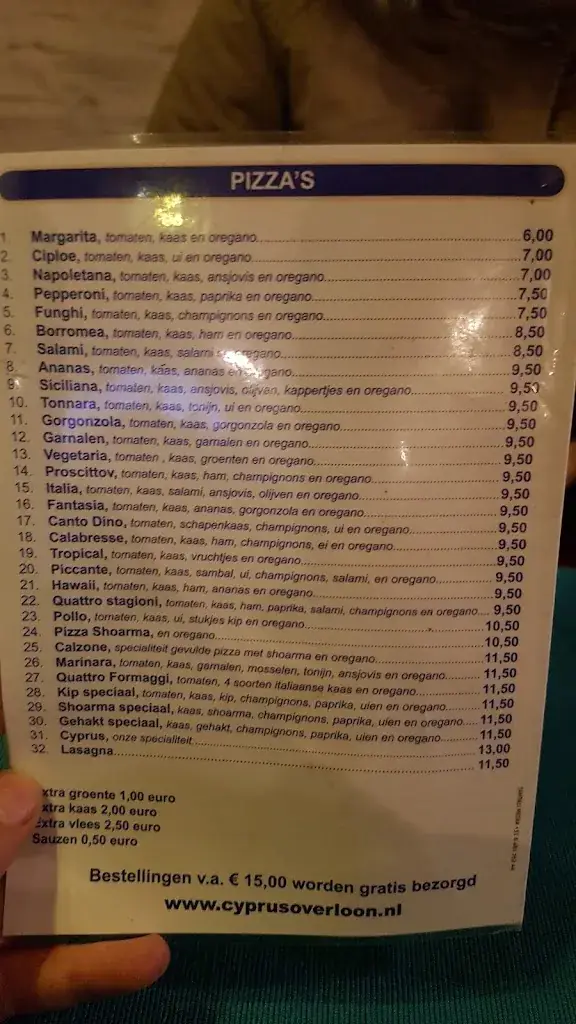 PIZZA'S
1. Margarita, tomaten, kaas en oregano 6,00
2. Ciploe, tomaten, kaas, ui en oregano 7,00
3. Napoletana, tomaten, kaas, ansjovis en oregano 7,00
4. Pepperoni, tomaten, kaas, paprika en oregano 7,50
5. Funghi, tomaten, kaas, champignons en oregano 7,50
6. Borromea, tomaten, kaas, ham en oregano 8,50
7. Salami, tomaten, kaas, salami en oregano 8,50
8. Ananas, tomaten, kaas, ananas en oregano 9,50
9. Siciliana, tomaten, kaas, ansjovis, olijven, kappertjes en oregano 9,50
10. Tonnara, tomaten, kaas, tonijn, ui en oregano 9,50
11. Gorgonzola, tomaten, kaas, gorgonzola en oregano 9,50
12. Garnalen, tomaten, kaas, garnalen en oregano 9,50
13. Vegetaria, tomaten , kaas, groenten en oregano 9,50
14. Proscittov, tomaten, kaas, ham, champignons en oregano 9,50
15. Italia, tomaten, kaas, salami, ansjovis, olijven en oregano 9,50
16. Fantasia, tomaten, kaas, ananas, gorgonzola en oregano 9,50
17. Canto Dino, tomaten, schapenkaas, champignons, ui en oregano 9,50
18. Calabresse, tomaten, kaas, ham, champignons, ei en oregano 9,50
19. Tropical, tomaten, kaas, vruchtjes en oregano 9,50
20. Piccante, tomaten, kaas, sambal, ui, champignons, salami, en oregano 9,50
21. Hawaii, tomaten, kaas, ham, ananas en oregano 9,50
22. Quattro stagioni, tomaten, kaas, ham, paprika, salami, champignons en oregano 9,50
23. Pollo, tomaten, kaas, ui, stukjes kip en oregano 10,50
24. Pizza Shoarma, en oregano 10,50
25. Calzone, specialiteit gevulde pizza met shoarma en oregano 11,50
26. Marinara, tomaten, kaas, garnalen, mosselen, tonijn, ansjovis en oregano 11,50
27. Quattro Formaggi, tomaten, 4 soorten italiaanse kaas en oregano 11,50
28. Kip speciaal, tomaten, kaas, kip, champignons, paprika, uien en oregano 11,50
29. Shoarma speciaal, kaas, shoarma, champignons, paprika, uien en oregano 11,50
30. Gehakt speciaal, kaas, gehakt, champignons, paprika, uien en oregano 11,50
31. Cyprus, onze specialiteit 13,00
32. Lasagna 11,50
Extra groente 1,00 euro
Extra kaas 2,00 euro
Extra vlees 2,50 euro
Sauzen 0,50 euro
Bestellingen v.a. € 15,00 worden gratis bezorgd
www.cyprusoverloon.nl